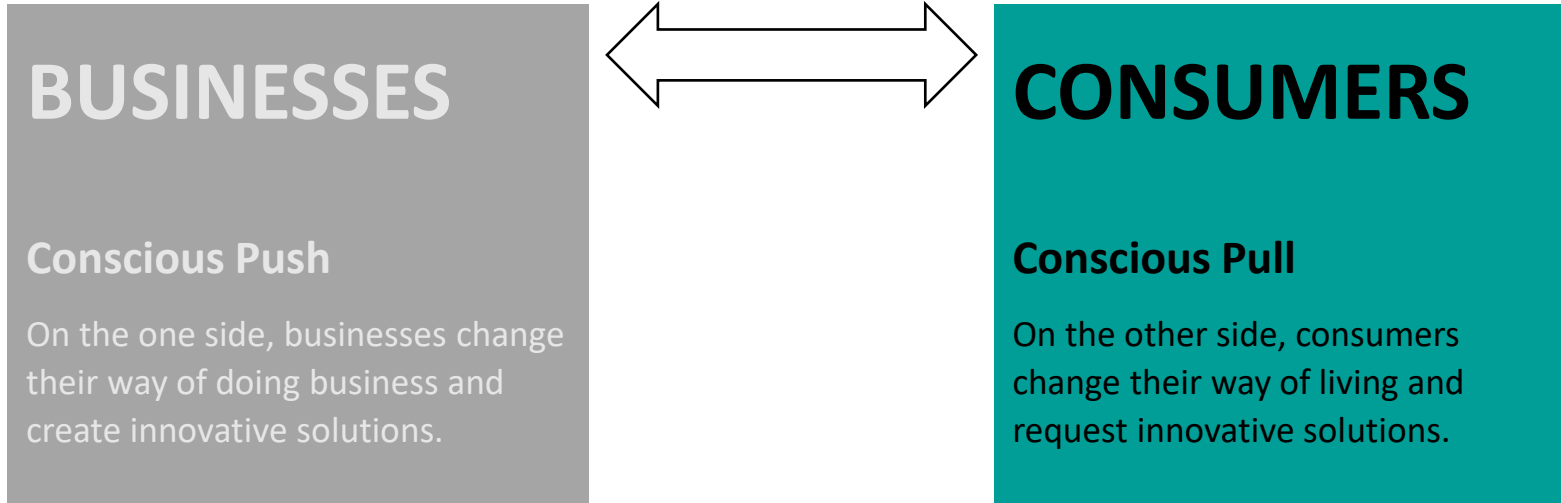 BUSINESSES
Conscious Push
On the one side, businesses change
their way of doing business and
create innovative solutions.
CONSUMERS
Conscious Pull
On the other side, consumers
change their way of living and
request innovative solutions.